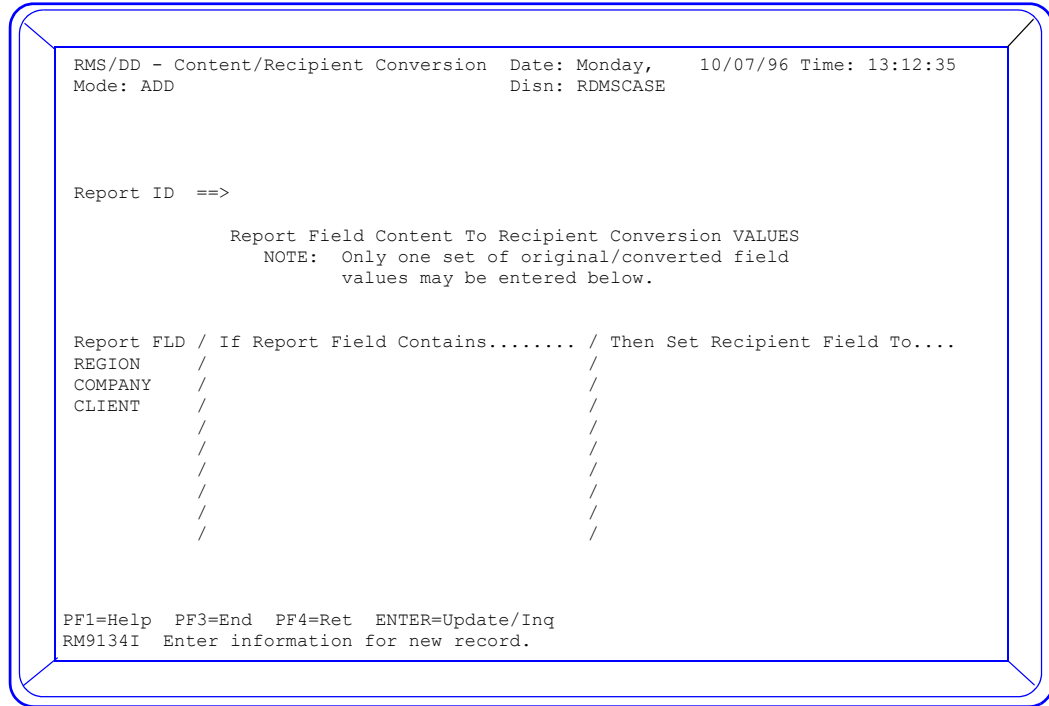 RMS/DD - Content/Recipient Conversion  Date: Monday,    10/07/96 Time: 13:12:35
Mode: ADD                              Disn: RDMSCASE
Report ID  ==>
Report Field Content To Recipient Conversion VALUES
NOTE:  Only one set of original/converted field
values may be entered below.
Report FLD / If Report Field Contains........ / Then Set Recipient Field To....
REGION     /                                  /
COMPANY    /                                  /
CLIENT     /                                  /
           /                                  /
           /                                  /
           /                                  /
           /                                  /
           /                                  /
           /                                  /
PF1=Help  PF3=End  PF4=Ret  ENTER=Update/Inq
RM9134I  Enter information for new record.